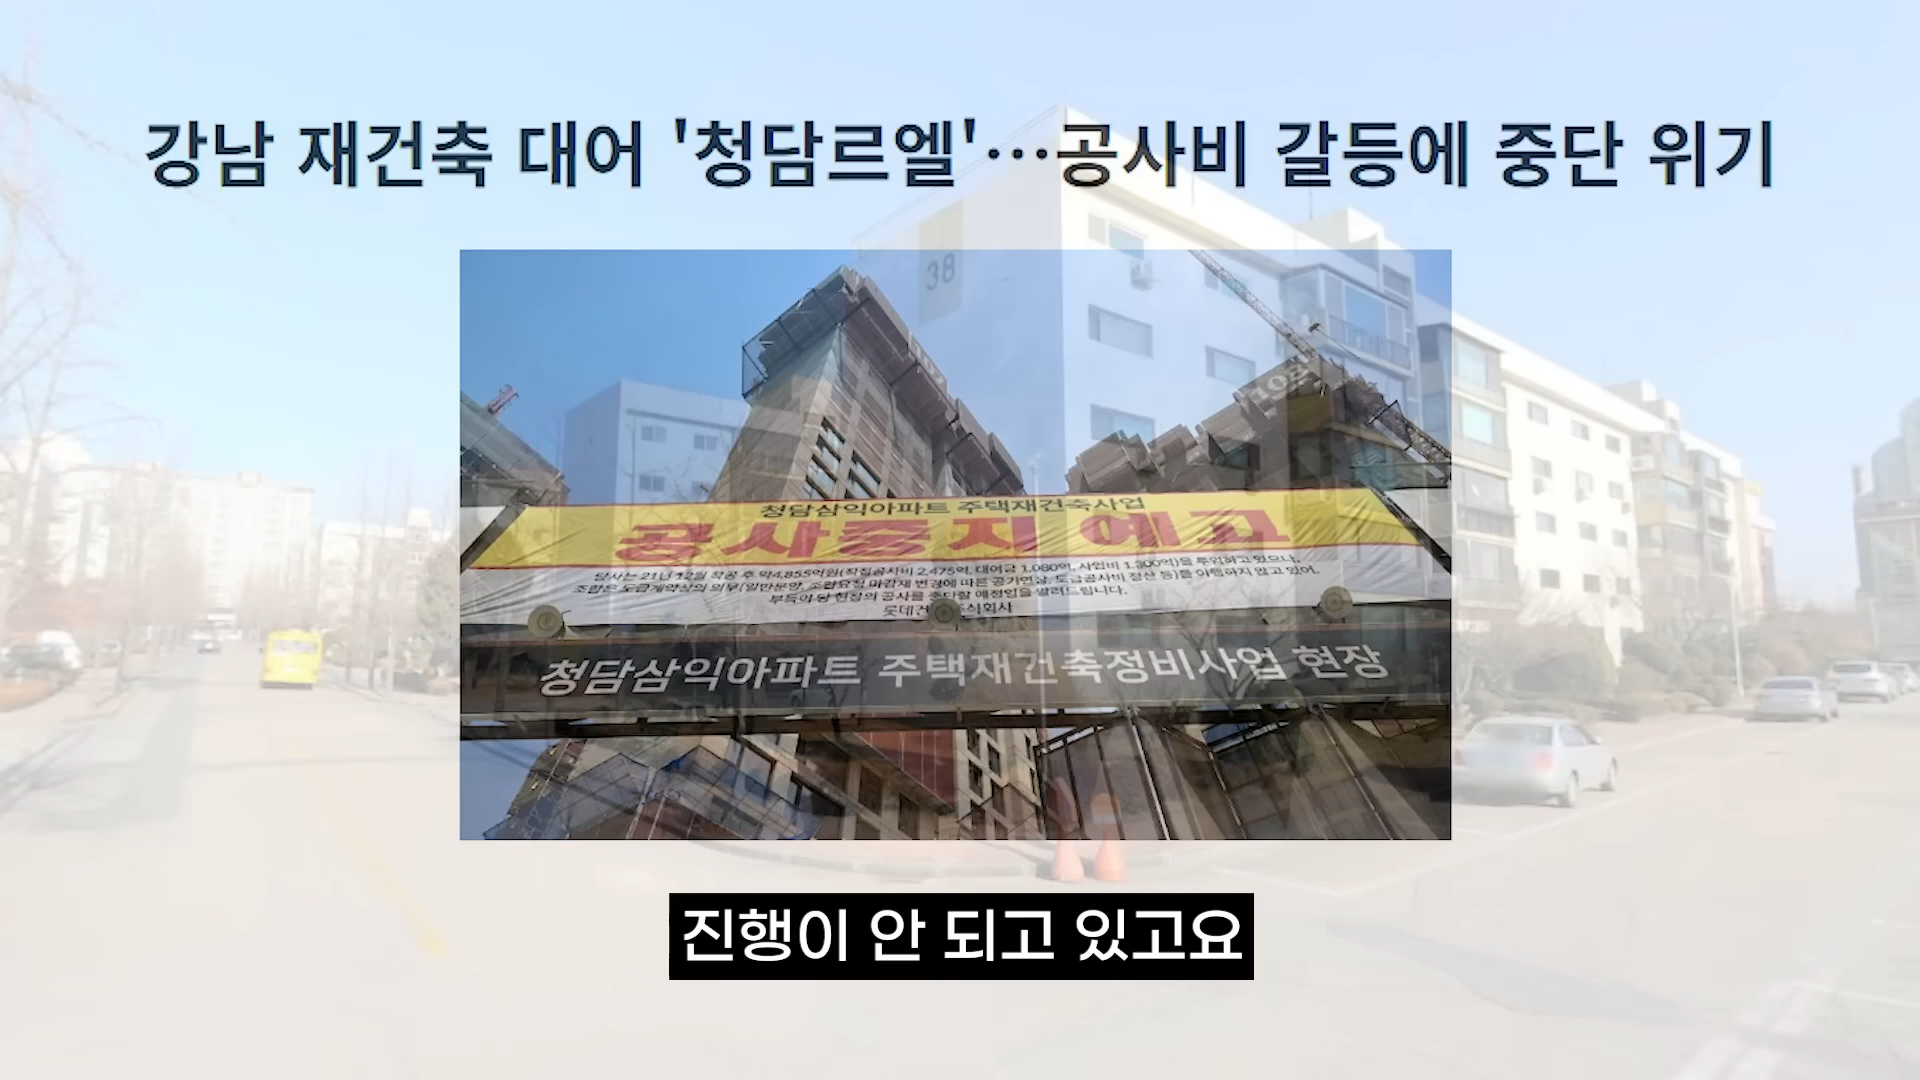 강남 재건축 대어 '청담르엘'…공사비 갈등에 중단 위기
38
청담삼익아파트 주택재건축사업
공사중지 예고
당사는 21년 12월 착공 후 약4,855억원(직접공사비 2,475억, 대여금 1,080억, 사업비 1,300억)을 투입하고 있으나,
조합은 도급계약상의 의무(일반분양, 조합요청 마감재 변경에 따른 공기연장, 도급공사비 정산 등)를 이행하지 않고 있어,
부득이 당 현장의 공사를 중단할 예정임을 알려드립니다.
롯데건 주식회사
청담삼익아파트 주택재건축정비사업 현장
진행이 안 되고 있고요